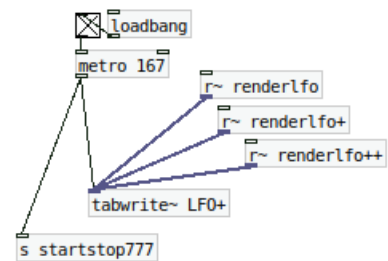 loadbang
metro 167
r~ renderlfo
r~ renderlfo+
r~ renderlfo++
tabwrite~ LFO+
s startstop777